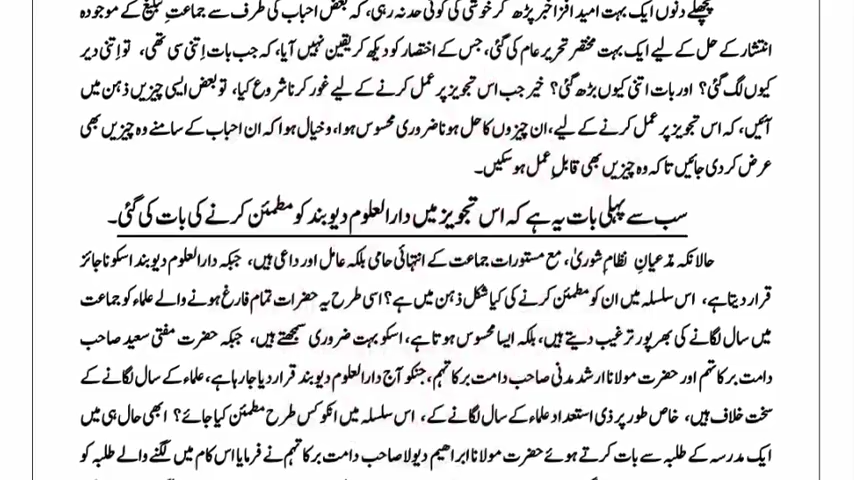 پچھلے دنوں ایک بہت امید افزا خبر پڑھ کر خوشی کی کوئی حد نہ رہی، کہ بعض احباب کی طرف سے جماعتِ تبلیغ کے موجودہ
انتشار کے حل کے لیے ایک بہت مختصر تحریر عام کی گئی، جس کے اختصار کو دیکھ کر یقین نہیں آیا، کہ جب بات اِتنی سی تھی، تو اِتنی دیر
کیوں لگ گئی؟ اور بات اتنی کیوں بڑھ گئی؟ خیر جب اس تجویز پر عمل کرنے کے لیے غور کرنا شروع کیا، تو بعض ایسی چیزیں ذہن میں
آئیں، کہ اس تجویز پر عمل کرنے کے لیے، ان چیزوں کا حل ہونا ضروری محسوس ہوا، و خیال ہوا کہ ان احباب کے سامنے وہ چیزیں بھی
عرض کر دی جائیں تاکہ وہ چیزیں بھی قابلِ عمل ہو سکیں۔
سب سے پہلی بات یہ ہے کہ اس تجویز میں دارالعلوم دیوبند کو مطمئن کرنے کی بات کی گئی۔
حالانکہ مدّعیانِ نظامِ شوریٰ، مع مستورات جماعت کے انتہائی حامی بلکہ عامل اور داعی ہیں، جبکہ دارالعلوم دیوبند اسکو ناجائز
قرار دیتا ہے، اس سلسلہ میں ان کو مطمئن کرنے کی کیا شکل ذہن میں ہے؟ اسی طرح یہ حضرات تمام فارغ ہونے والے علماء کو جماعت
میں سال لگانے کی بھرپور ترغیب دیتے ہیں، بلکہ ایسا محسوس ہوتا ہے، اسکو بہت ضروری سمجھتے ہیں، جبکہ حضرت مفتی سعید صاحب
دامت برکاتہم اور حضرت مولانا ارشد مدنی صاحب دامت برکاتہم، جنکو آج دارالعلوم دیوبند قرار دیا جا رہا ہے، علماء کے سال لگانے کے
سخت خلاف ہیں، خاص طور پر ذی استعداد علماء کے سال لگانے کے، اس سلسلہ میں انکو کس طرح مطمئن کیا جائے؟ ابھی حال ہی میں
ایک مدرسہ کے طلبہ سے بات کرتے ہوئے حضرت مولانا ابراھیم دیولا صاحب دامت برکاتہم نے فرمایا اس کام میں لگنے والے طلبہ کو